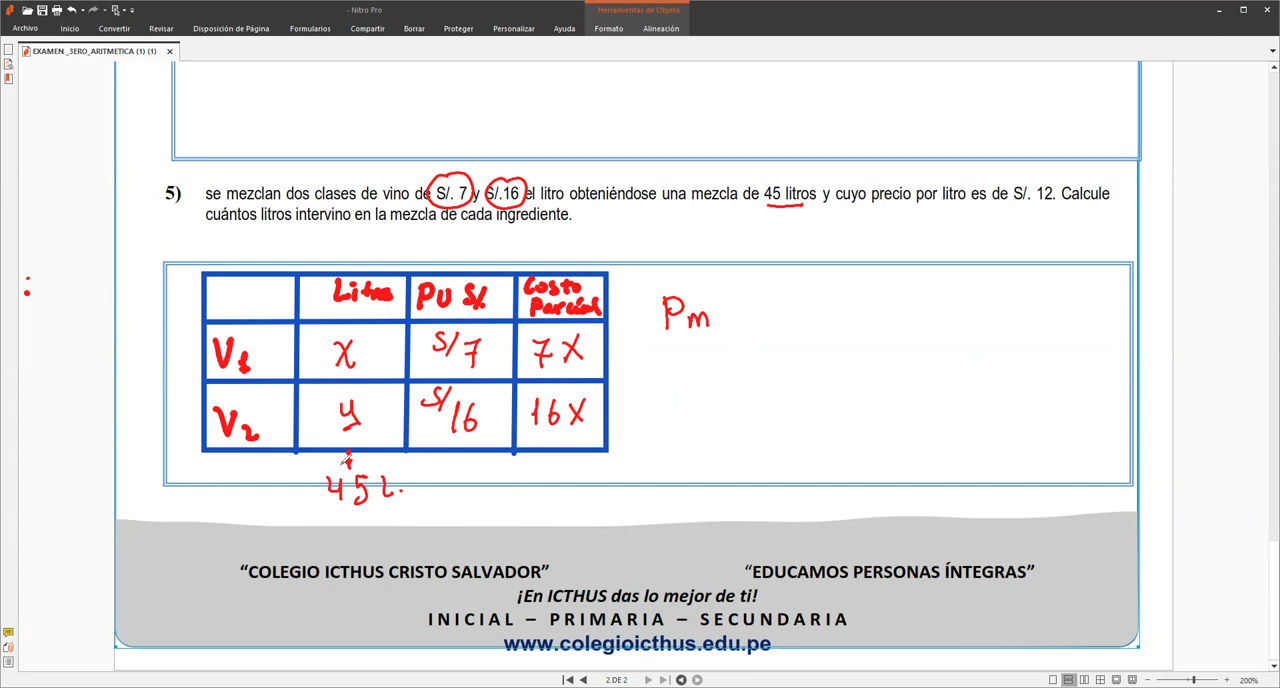 - Nitro Pro
Herramientas de Objeto
Archivo Inicio Convertir Revisar Disposición de Página Formularios Compartir Borrar Proteger Personalizar Ayuda Formato Alineación
EXAMEN _3ERO_ARITMETICA (1) (1)
5) se mezclan dos clases de vino de S/. 7 y S/.16 el litro obteniéndose una mezcla de 45 litros y cuyo precio por litro es de S/. 12. Calcule
cuántos litros intervino en la mezcla de cada ingrediente.
Litros PU S/. Costo Parcial
Pm
V1 x S/7 7X
V2 y S/16 16X
45 L.
“COLEGIO ICTHUS CRISTO SALVADOR” “EDUCAMOS PERSONAS ÍNTEGRAS”
¡En ICTHUS das lo mejor de ti!
INICIAL – PRIMARIA – SECUNDARIA
www.colegioicthus.edu.pe
2 DE 2 200%